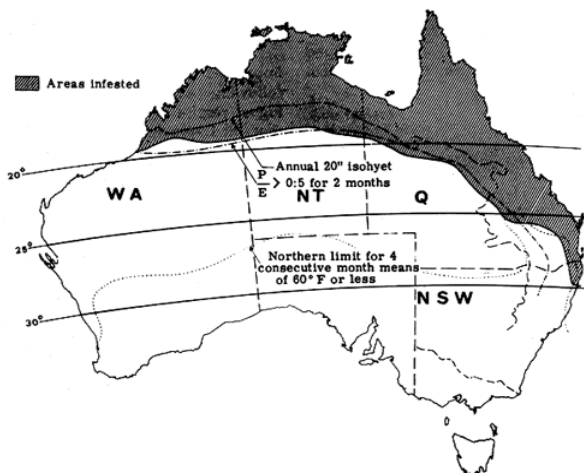 Areas infested
20°
Annual 20" isohyet
P
E
> 0:5 for 2 months
WA
NT
Q
25°
Northern limit for 4
consecutive month means
of 60° F or less
NSW
30°